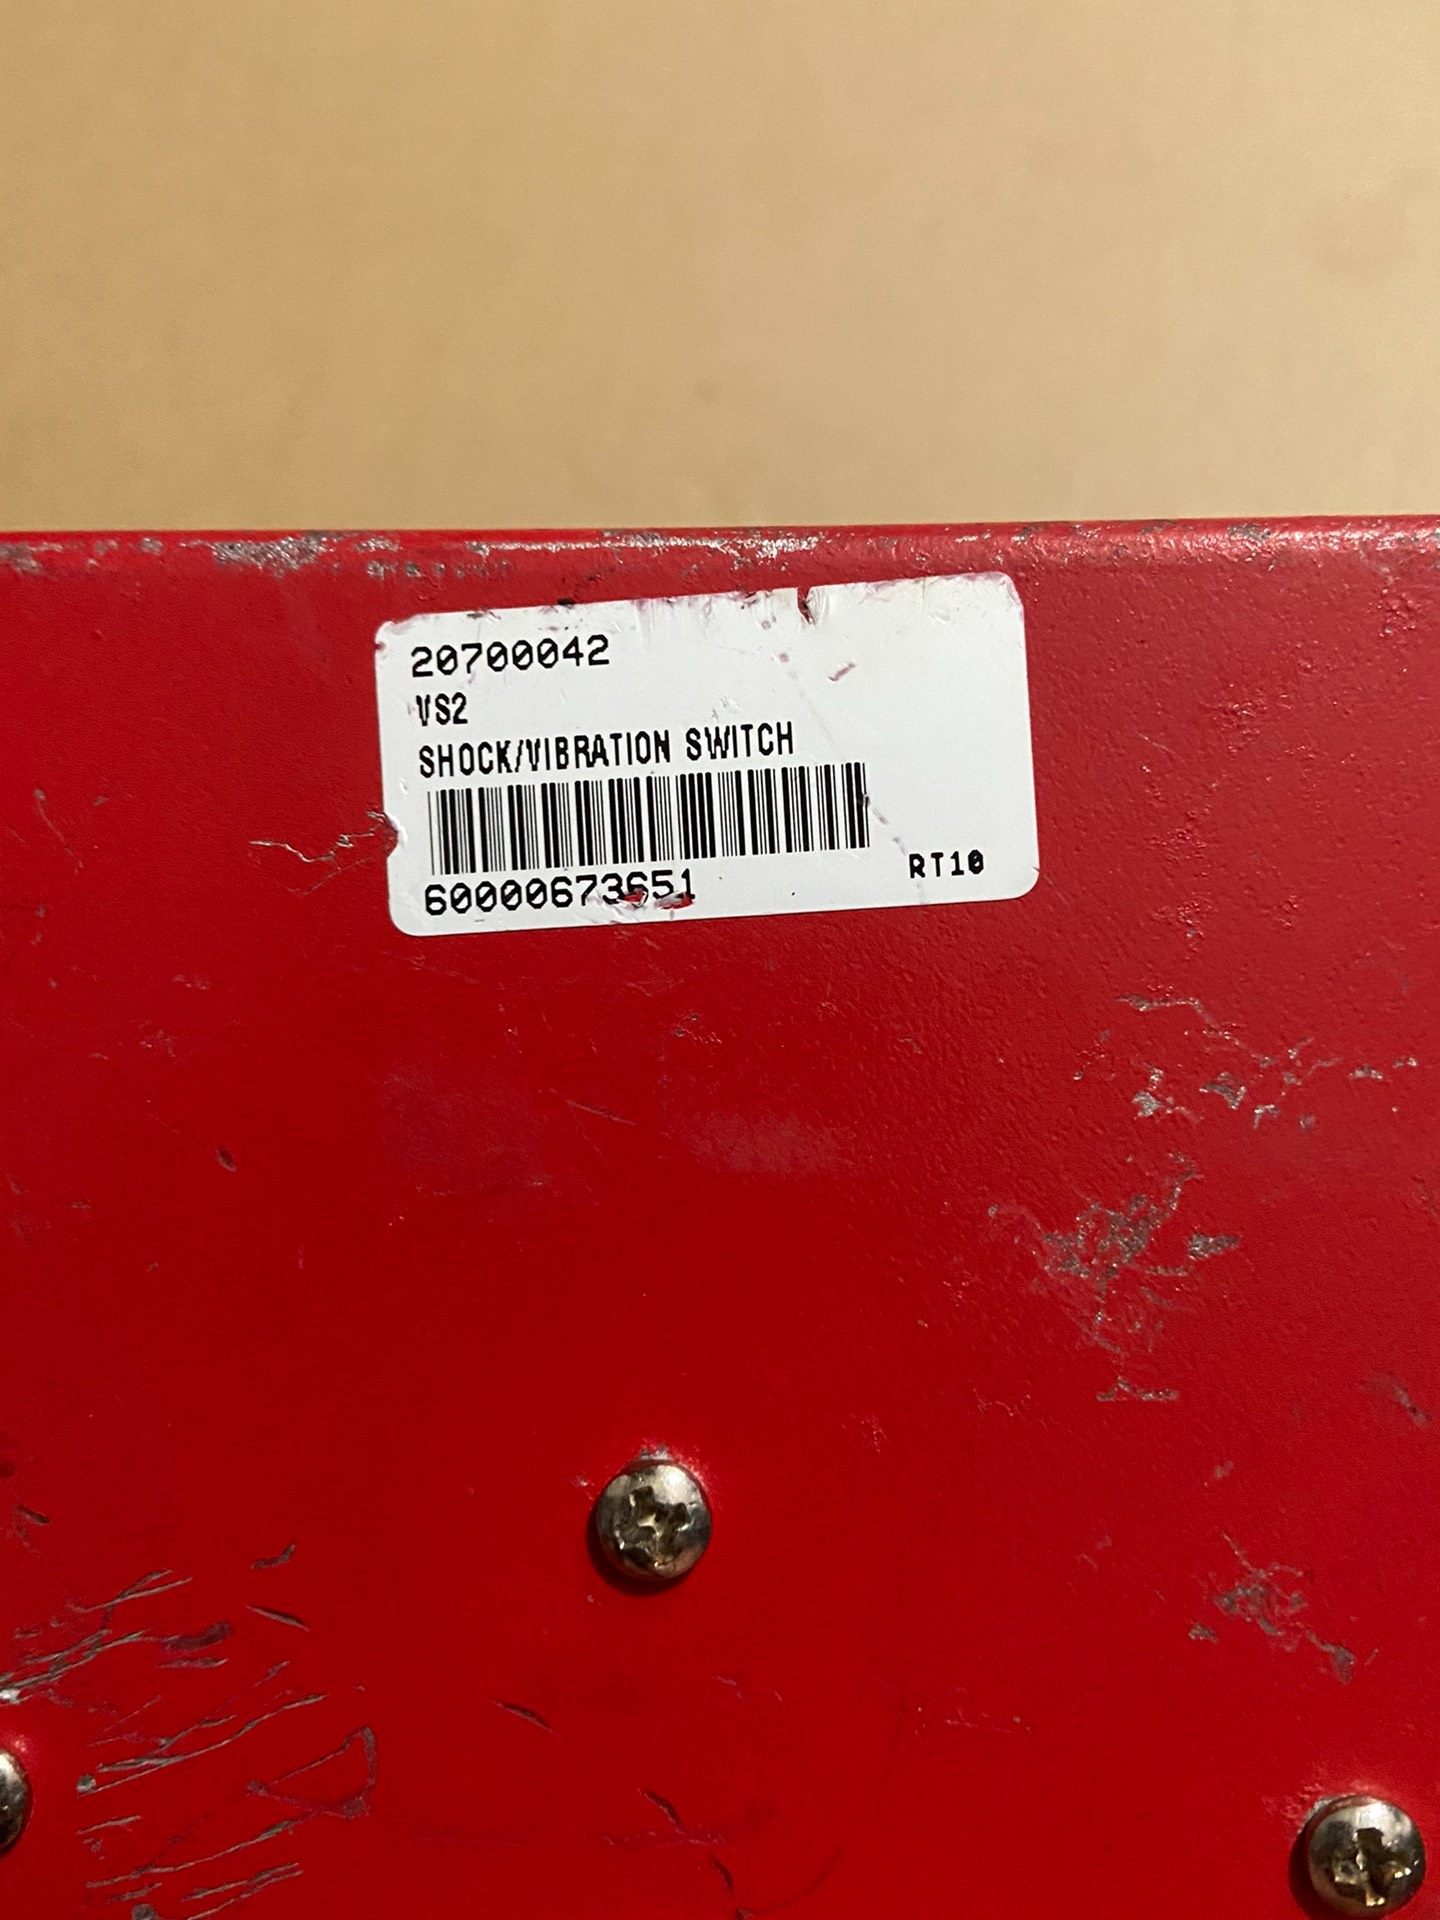 20700042
VS2
SHOCK/VIBRATION SWITCH
60000673651
RT10